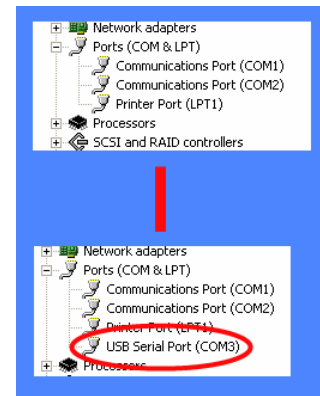 Network adapters
Ports (COM & LPT)
Communications Port (COM1)
Communications Port (COM2)
Printer Port (LPT1)
Processors
SCSI and RAID controllers
Network adapters
Ports (COM & LPT)
Communications Port (COM1)
Communications Port (COM2)
Printer Port (LPT1)
USB Serial Port (COM3)
Processors